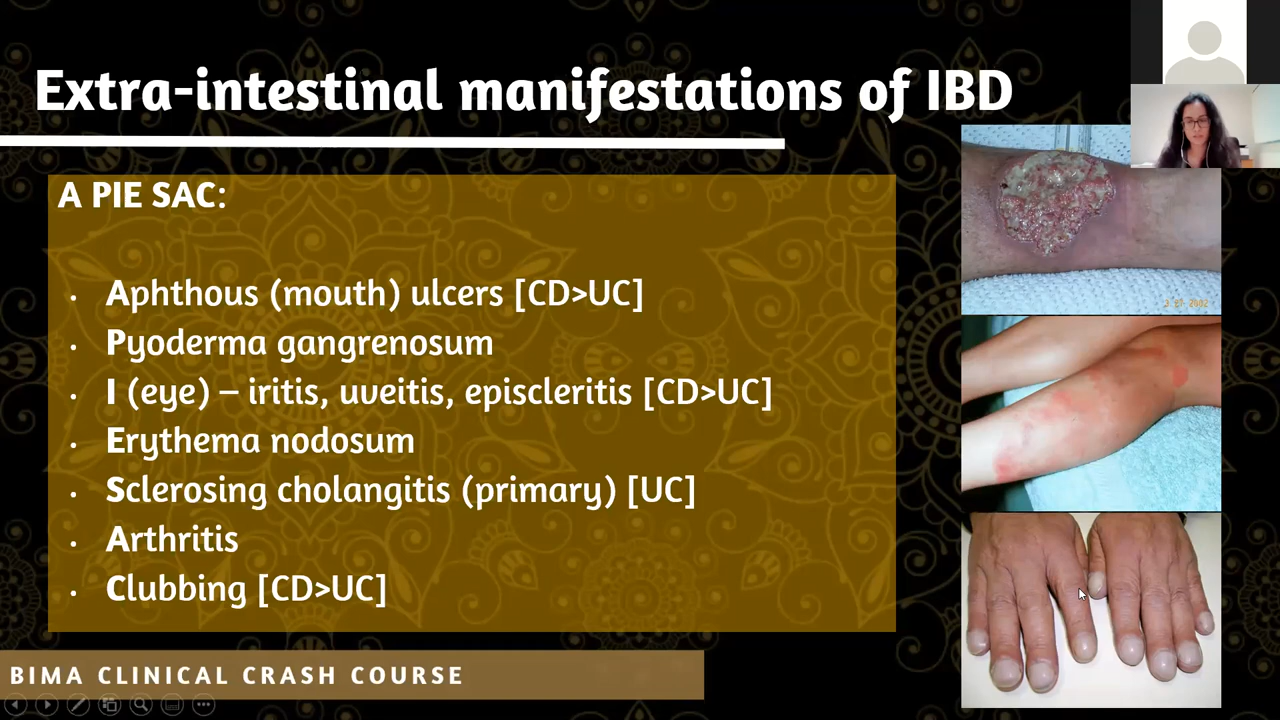 Extra-intestinal manifestations of IBD
A PIE SAC:
• Aphthous (mouth) ulcers [CD>UC]
• Pyoderma gangrenosum
• I (eye) – iritis, uveitis, episcleritis [CD>UC]
• Erythema nodosum
• Sclerosing cholangitis (primary) [UC]
• Arthritis
• Clubbing [CD>UC]
BIMA CLINICAL CRASH COURSE